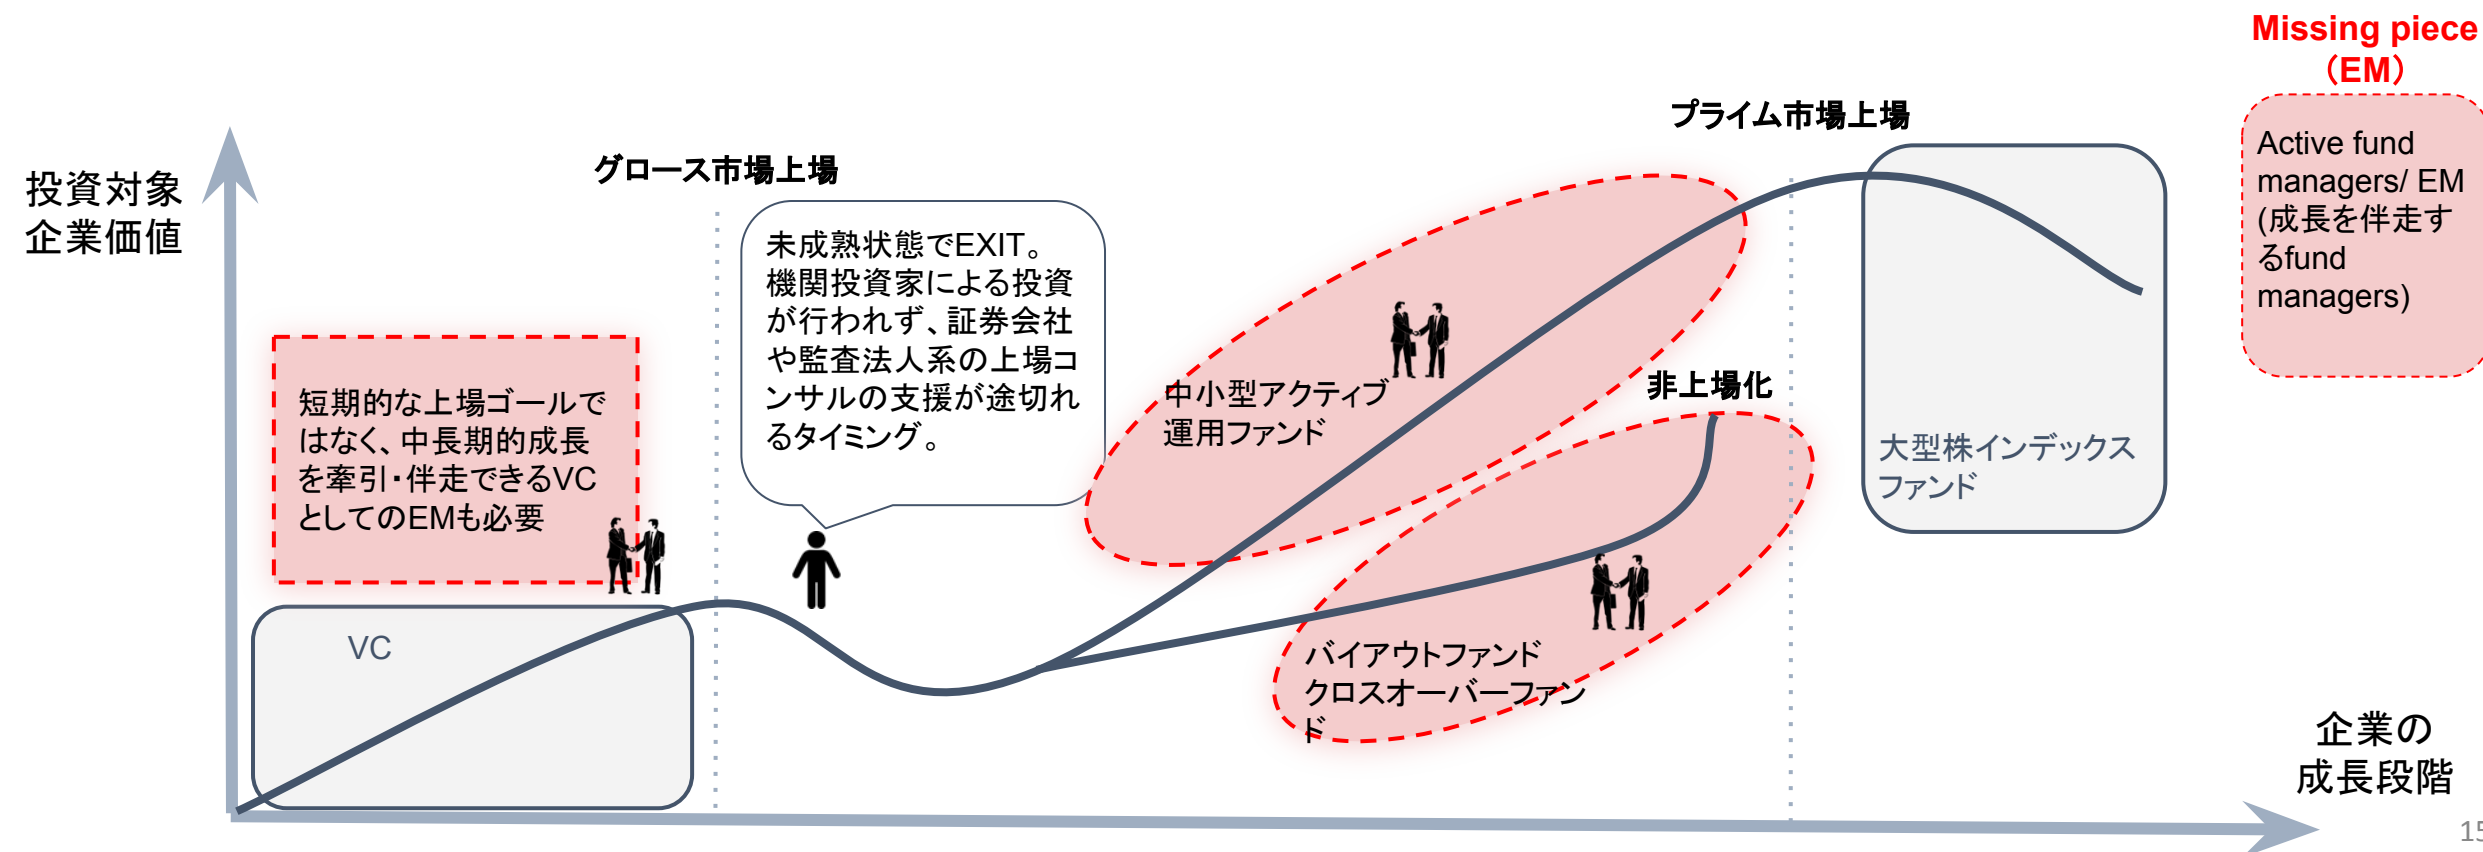 Missing piece
（EM）
Active fund
managers/ EM
(成長を伴走す
るfund
managers)
プライム市場上場
グロース市場上場
投資対象
企業価値
未成熟状態でEXIT。
機関投資家による投資
が行われず、証券会社
や監査法人系の上場コ
ンサルの支援が途切れ
るタイミング。
短期的な上場ゴールで
はなく、中長期的成長
を牽引・伴走できるVC
としてのEMも必要
中小型アクティブ
運用ファンド
非上場化
大型株インデックス
ファンド
VC
バイアウトファンド
クロスオーバーファン
ド
企業の
成長段階
15